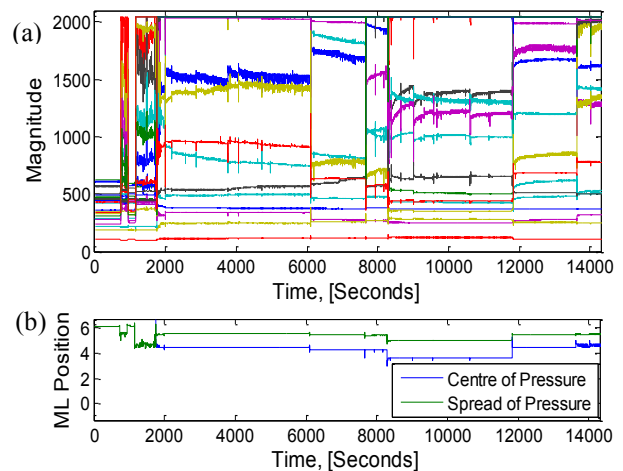 (a)
2000
1500
1000
500
0
Magnitude
0 2000 4000 6000 8000 10000 12000 14000
Time, [Seconds]
(b)
6
4
2
0
ML Position
Centre of Pressure
Spread of Pressure
0 2000 4000 6000 8000 10000 12000 14000
Time, [Seconds]